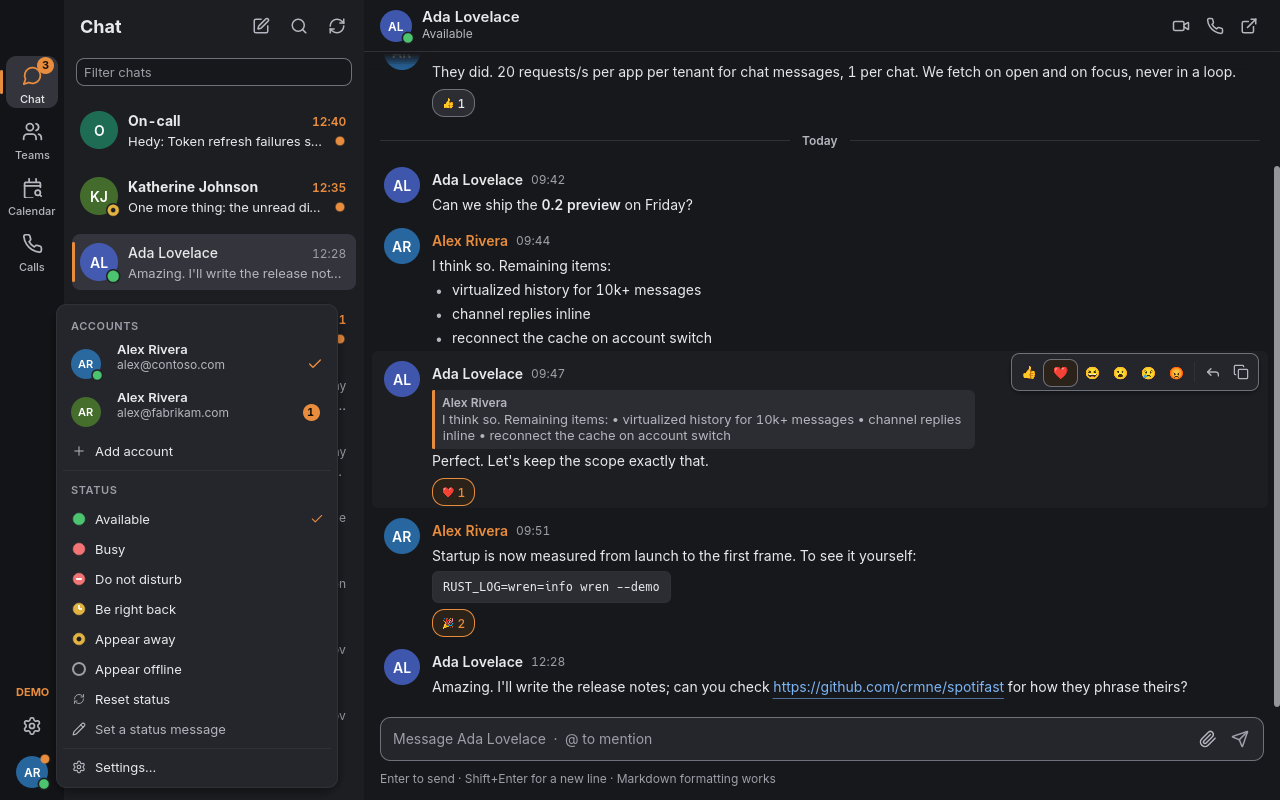 3
Chat
Teams
Calendar
Calls
DEMO
AR
Chat
Filter chats
O
On-call
12:40
Hedy: Token refresh failures s...
KJ
Katherine Johnson
12:35
One more thing: the unread di...
AL
Ada Lovelace
12:28
Amazing. I'll write the release not...
ACCOUNTS
AR
Alex Rivera
alex@contoso.com
AR
Alex Rivera
alex@fabrikam.com
1
Add account
STATUS
Available
Busy
Do not disturb
Be right back
Appear away
Appear offline
Reset status
Set a status message
Settings...
AL
Ada Lovelace
Available
They did. 20 requests/s per app per tenant for chat messages, 1 per chat. We fetch on open and on focus, never in a loop.
👍 1
Today
AL
Ada Lovelace 09:42
Can we ship the 0.2 preview on Friday?
AR
Alex Rivera 09:44
I think so. Remaining items:
• virtualized history for 10k+ messages
• channel replies inline
• reconnect the cache on account switch
AL
Ada Lovelace 09:47
Alex Rivera
I think so. Remaining items: • virtualized history for 10k+ messages • channel replies
inline • reconnect the cache on account switch
Perfect. Let's keep the scope exactly that.
❤️ 1
AR
Alex Rivera 09:51
Startup is now measured from launch to the first frame. To see it yourself:
RUST_LOG=wren=info wren --demo
🎉 2
AL
Ada Lovelace 12:28
Amazing. I'll write the release notes; can you check https://github.com/crmne/spotifast for how they phrase theirs?
Message Ada Lovelace · @ to mention
Enter to send · Shift+Enter for a new line · Markdown formatting works